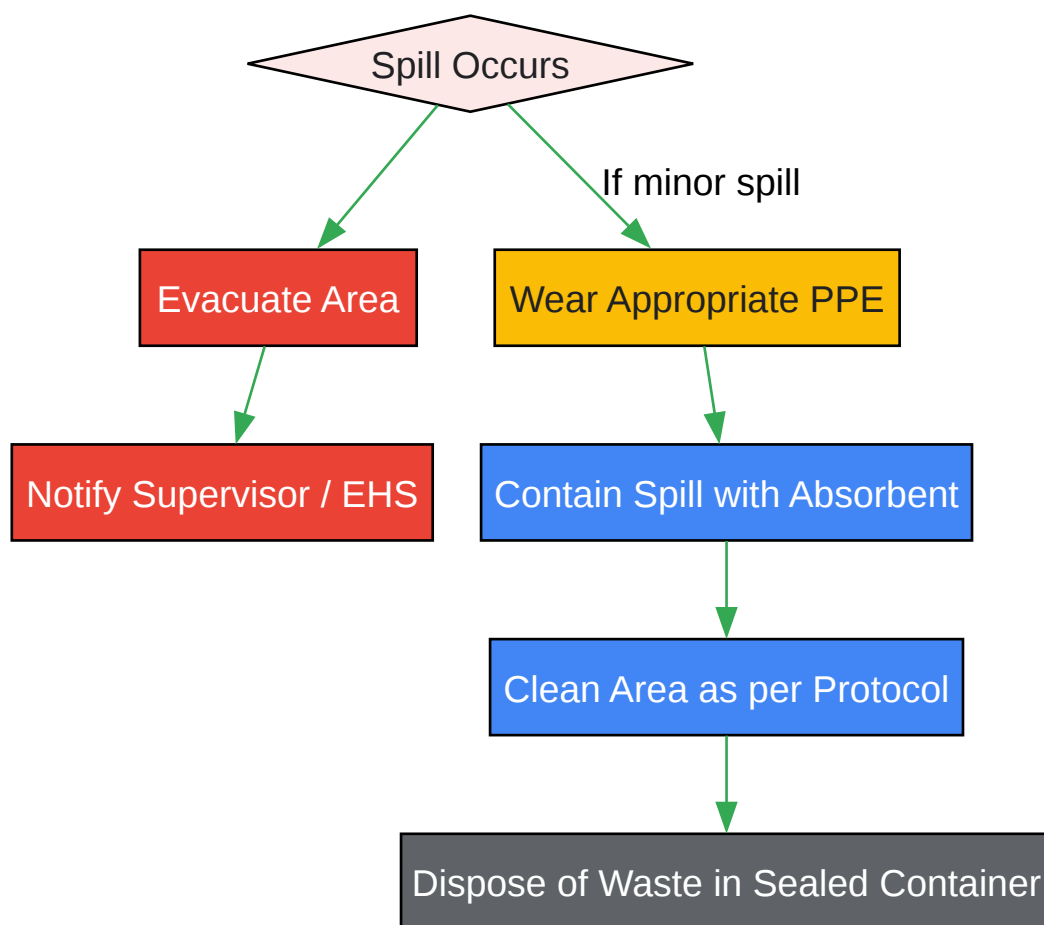 Spill Occurs
If minor spill
Evacuate Area
Wear Appropriate PPE
Notify Supervisor / EHS
Contain Spill with Absorbent
Clean Area as per Protocol
Dispose of Waste in Sealed Container